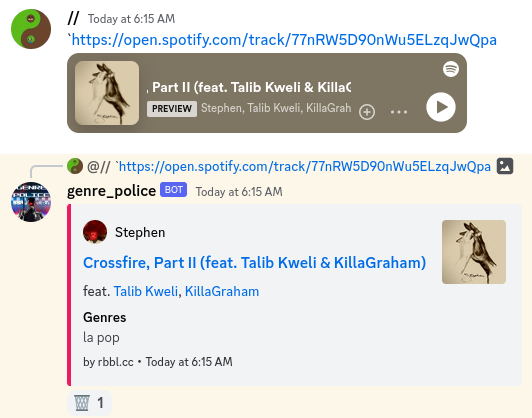 // Today at 6:15 AM
`https://open.spotify.com/track/77nRW5D90nWu5ELzqJwQpa
, Part II (feat. Talib Kweli & KillaG
PREVIEW Stephen, Talib Kweli, KillaGrah
@// `https://open.spotify.com/track/77nRW5D90nWu5ELzqJwQpa
genre_police BOT Today at 6:15 AM
GENRE
POLICE
Stephen
Crossfire, Part II (feat. Talib Kweli & KillaGraham)
feat. Talib Kweli, KillaGraham
Genres
la pop
by rbbl.cc • Today at 6:15 AM
1